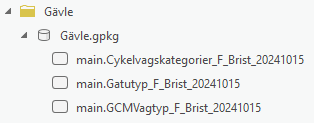 Gävle
Gävle.gpkg
main.Cykelvagskategorier_F_Brist_20241015
main.Gatutyp_F_Brist_20241015
main.GCMVagtyp_F_Brist_20241015